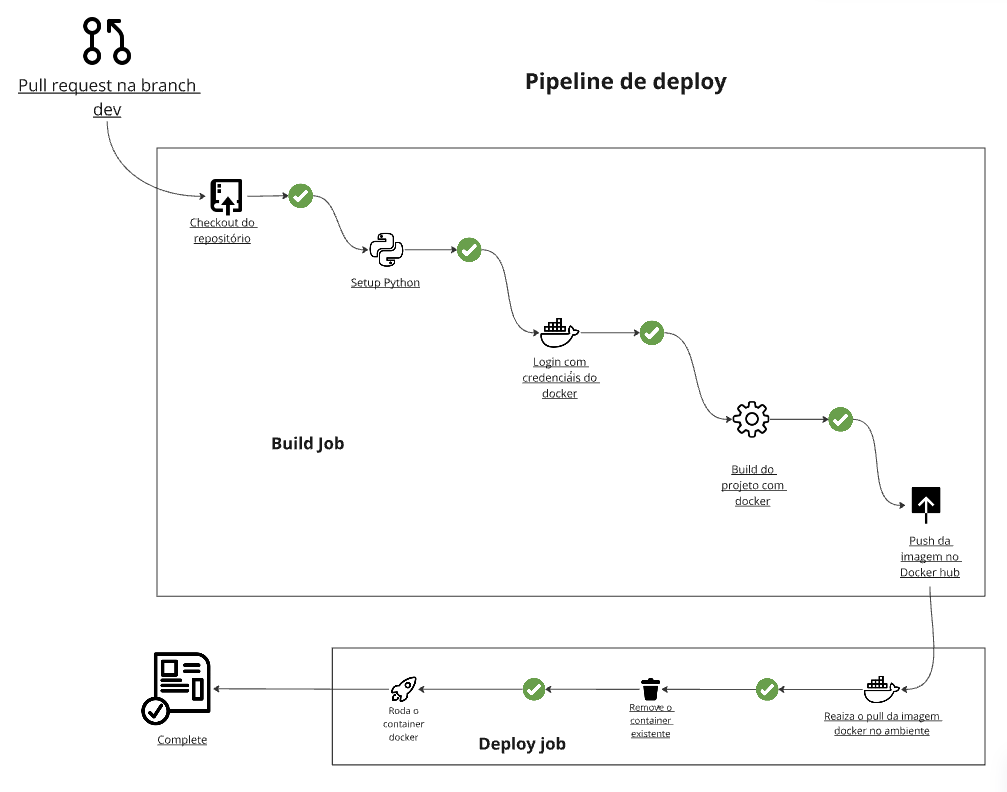 Pull request na branch
dev
Pipeline de deploy
Checkout do
repositório
Setup Python
Login com
credenciáis do
docker
Build Job
Build do
projeto com
docker
Push da
imagem no
Docker hub
Complete
Roda o
container
docker
Deploy job
Remove o
container
existente
Reaiza o pull da imagem
docker no ambiente